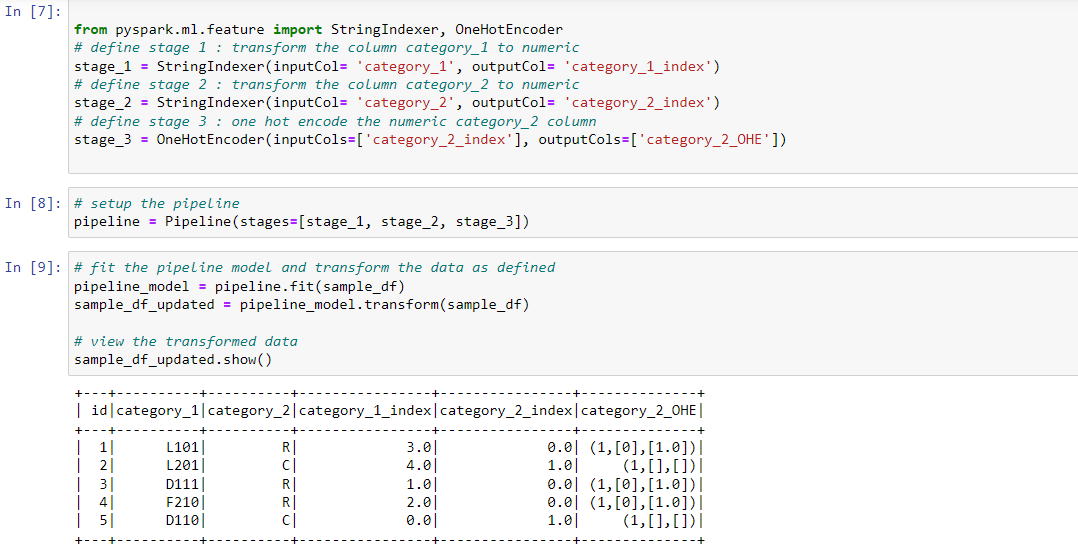 In [7]:
from pyspark.ml.feature import StringIndexer, OneHotEncoder
# define stage 1 : transform the column category_1 to numeric
stage_1 = StringIndexer(inputCol= 'category_1', outputCol= 'category_1_index')
# define stage 2 : transform the column category_2 to numeric
stage_2 = StringIndexer(inputCol= 'category_2', outputCol= 'category_2_index')
# define stage 3 : one hot encode the numeric category_2 column
stage_3 = OneHotEncoder(inputCols=['category_2_index'], outputCols=['category_2_OHE'])
In [8]: # setup the pipeline
pipeline = Pipeline(stages=[stage_1, stage_2, stage_3])
In [9]: # fit the pipeline model and transform the data as defined
pipeline_model = pipeline.fit(sample_df)
sample_df_updated = pipeline_model.transform(sample_df)
# view the transformed data
sample_df_updated.show()
+---+----------+----------+----------------+----------------+--------------+
| id|category_1|category_2|category_1_index|category_2_index|category_2_OHE|
+---+----------+----------+----------------+----------------+--------------+
|  1|      L101|         R|             3.0|             0.0| (1,[0],[1.0])|
|  2|      L201|         C|             4.0|             1.0|     (1,[],[])|
|  3|      D111|         R|             1.0|             0.0| (1,[0],[1.0])|
|  4|      F210|         R|             2.0|             0.0| (1,[0],[1.0])|
|  5|      D110|         C|             0.0|             1.0|     (1,[],[])|
+---+----------+----------+----------------+----------------+--------------+